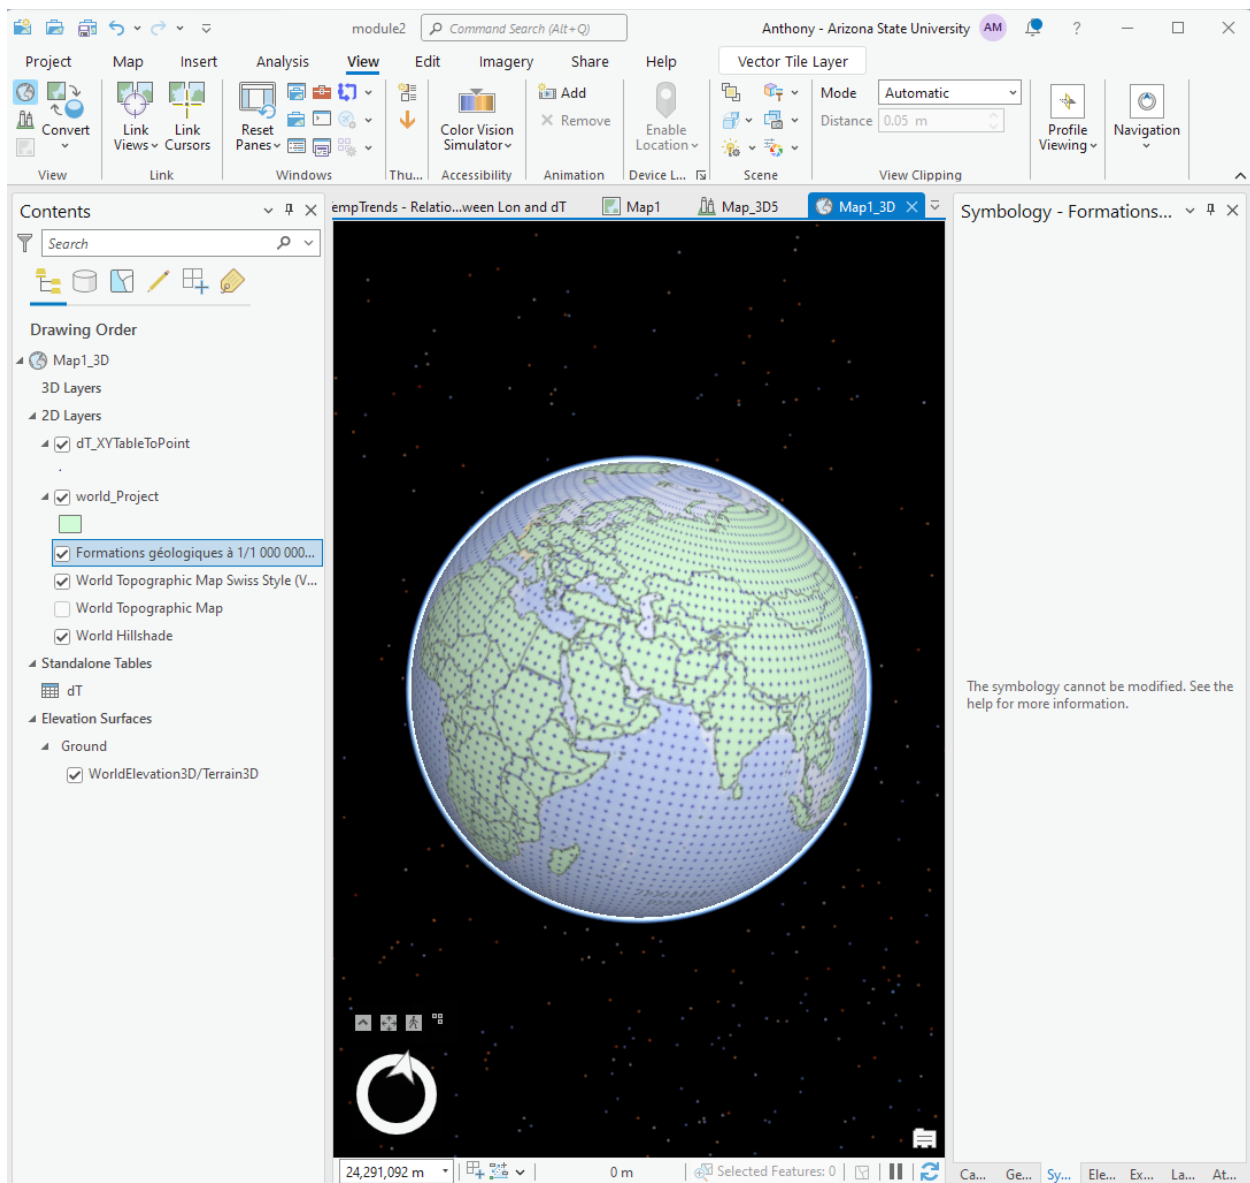 module2
Command Search (Alt+Q)
Anthony - Arizona State University
AM
?
Project
Map
Insert
Analysis
View
Edit
Imagery
Share
Help
Vector Tile Layer
Convert
Link
Views
Link
Cursors
Reset
Panes
Color Vision
Simulator
Add
Remove
Enable
Location
Mode
Automatic
Distance
0.05 m
Profile
Viewing
Navigation
View
Link
Windows
Thu...
Accessibility
Animation
Device L...
Scene
View Clipping
Contents
Search
Drawing Order
Map1_3D
3D Layers
2D Layers
dT_XYTableToPoint
world_Project
Formations géologiques à 1/1 000 000...
World Topographic Map Swiss Style (V...
World Topographic Map
World Hillshade
Standalone Tables
dT
Elevation Surfaces
Ground
WorldElevation3D/Terrain3D
empTrends - Relatio...ween Lon and dT
Map1
Map_3D5
Map1_3D
24,291,092 m
0 m
Selected Features: 0
Symbology - Formations...
The symbology cannot be modified. See the
help for more information.
Ca...
Ge...
Sy...
Ele...
Ex...
La...
At...